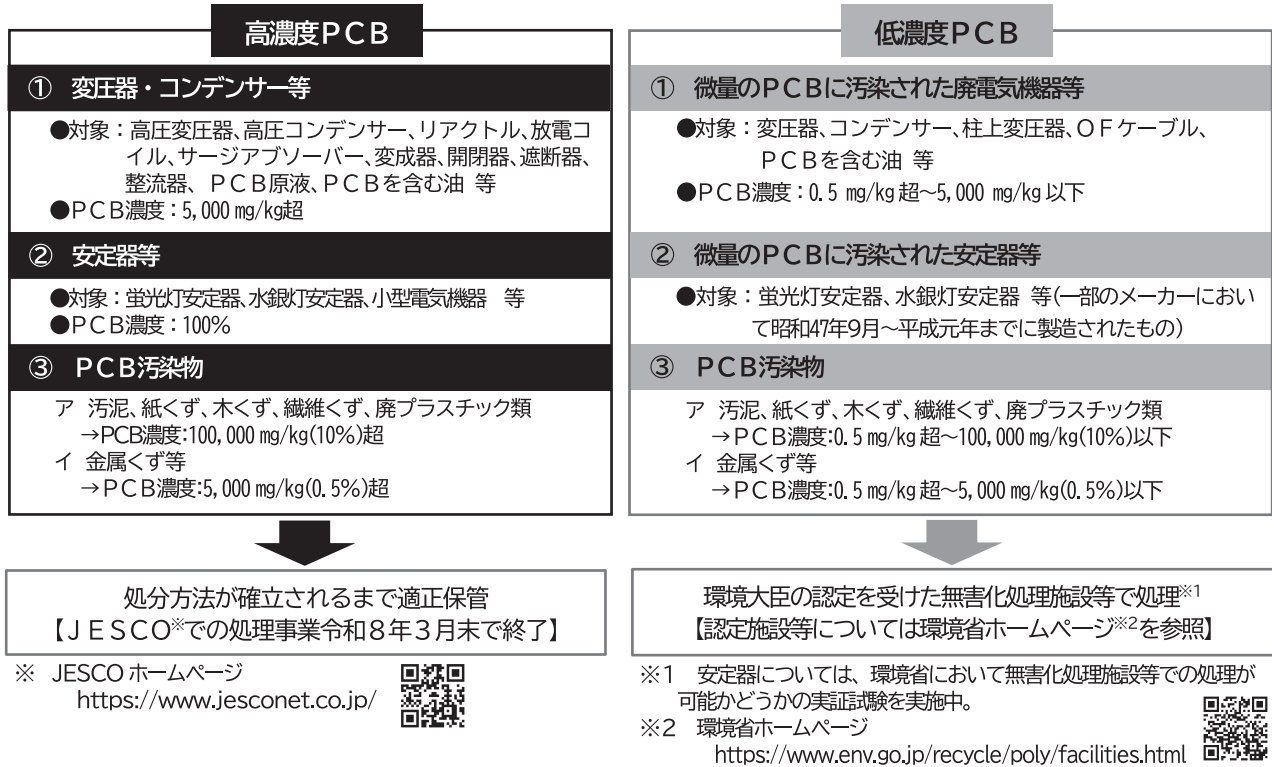 高濃度PCB
① 変圧器・コンデンサー等
●対象：高圧変圧器、高圧コンデンサー、リアクトル、放電コ
イル、サージアブソーバー、変成器、開閉器、遮断器、
整流器、PCB原液、PCBを含む油 等
●PCB濃度：5,000 mg/kg超
② 安定器等
●対象：蛍光灯安定器、水銀灯安定器、小型電気機器 等
●PCB濃度：100%
③ PCB汚染物
ア 汚泥、紙くず、木くず、繊維くず、廃プラスチック類
→PCB濃度:100,000 mg/kg(10%)超
イ 金属くず等
→PCB濃度:5,000 mg/kg(0.5%)超
処分方法が確立されるまで適正保管
【JESCO※での処理事業令和8年3月末で終了】
※ JESCO ホームページ
https://www.jesconet.co.jp/
低濃度PCB
① 微量のPCBに汚染された廃電気機器等
●対象：変圧器、コンデンサー、柱上変圧器、OFケーブル、
PCBを含む油 等
●PCB濃度：0.5 mg/kg 超～5,000 mg/kg 以下
② 微量のPCBに汚染された安定器等
●対象：蛍光灯安定器、水銀灯安定器 等(一部のメーカーにおい
て昭和47年9月～平成元年までに製造されたもの)
③ PCB汚染物
ア 汚泥、紙くず、木くず、繊維くず、廃プラスチック類
→PCB濃度:0.5 mg/kg 超～100,000 mg/kg(10%)以下
イ 金属くず等
→PCB濃度:0.5 mg/kg 超～5,000 mg/kg(0.5%)以下
環境大臣の認定を受けた無害化処理施設等で処理※1
【認定施設等については環境省ホームページ※2を参照】
※1 安定器については、環境省において無害化処理施設等での処理が
可能かどうかの実証試験を実施中。
※2 環境省ホームページ
https://www.env.go.jp/recycle/poly/facilities.html